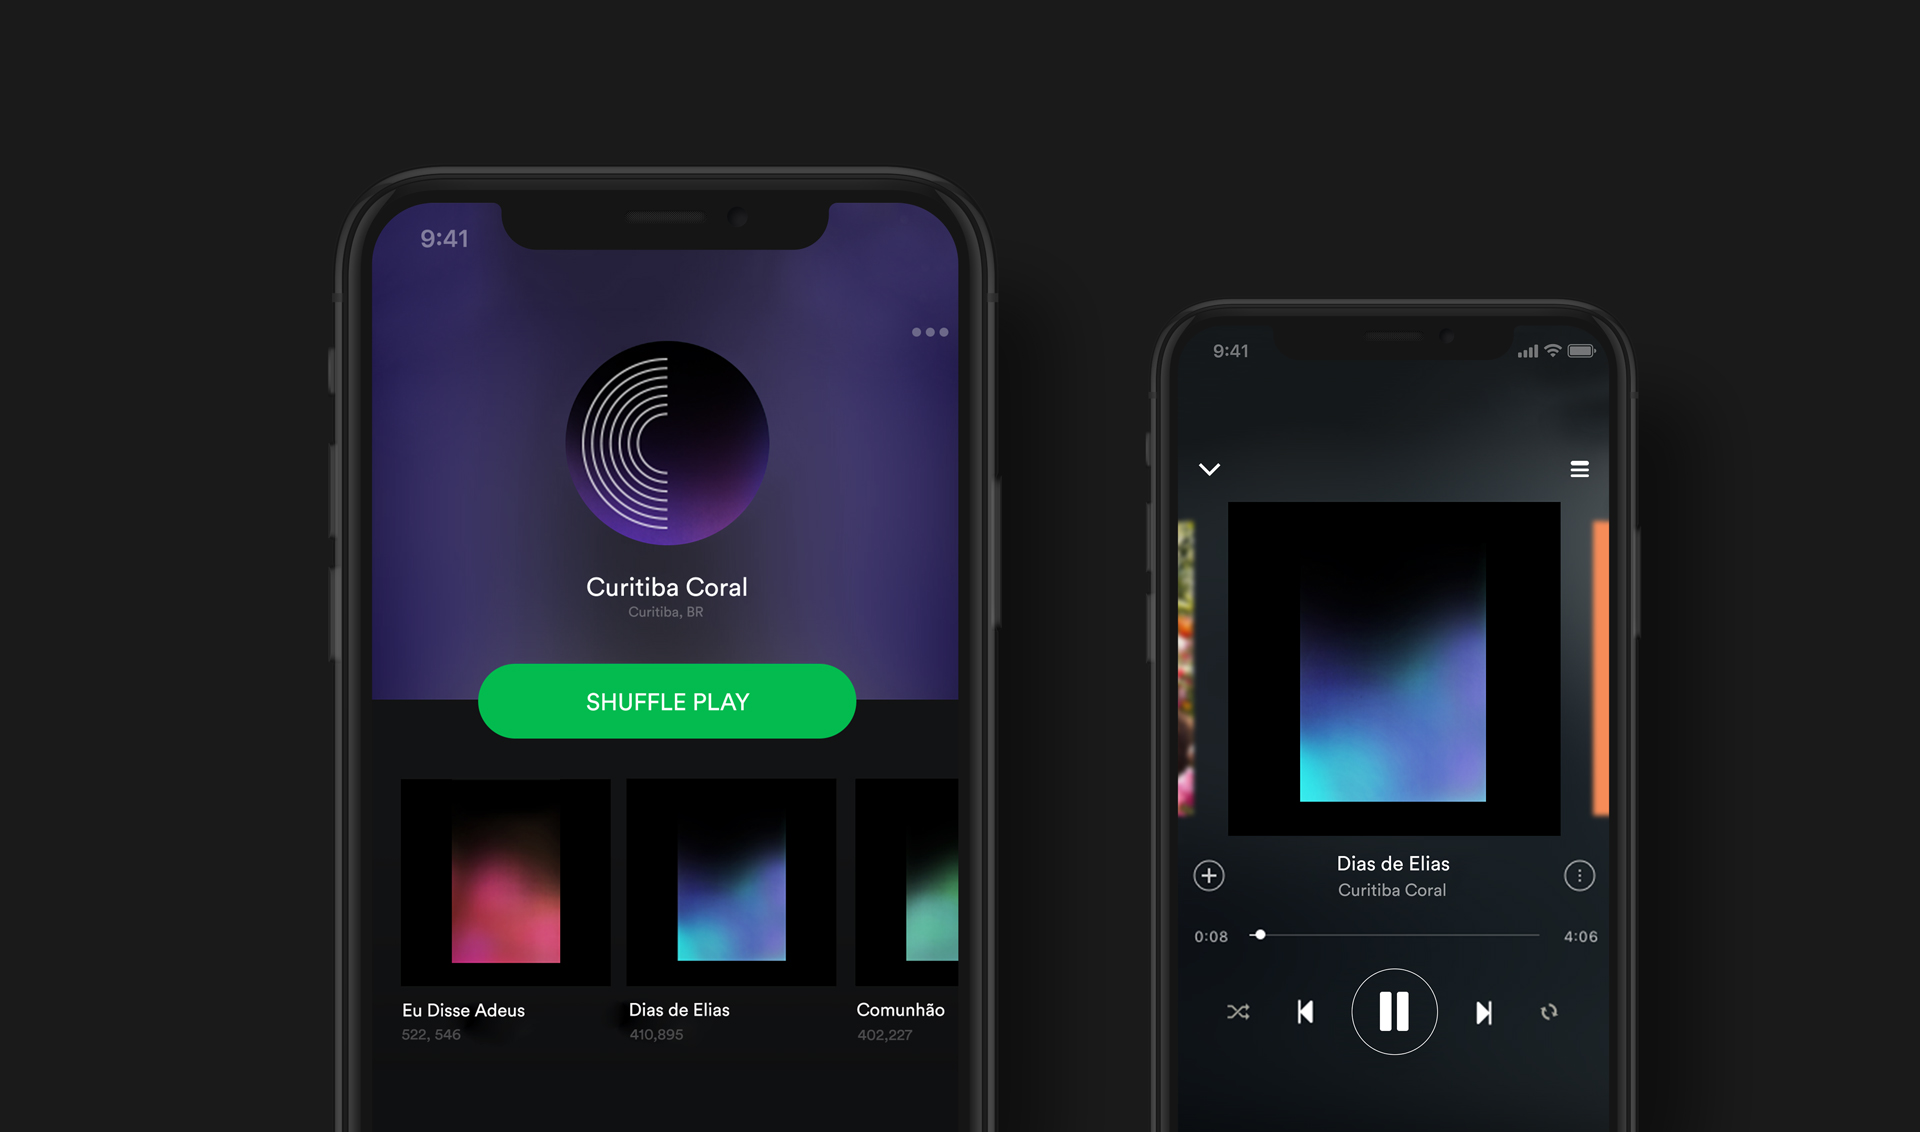 9:41
Curitiba Coral
Curitiba, BR
SHUFFLE PLAY
Eu Disse Adeus
522, 546
Dias de Elias
410,895
Comunhão
402,227
9:41
Dias de Elias
Curitiba Coral
0:08
4:06